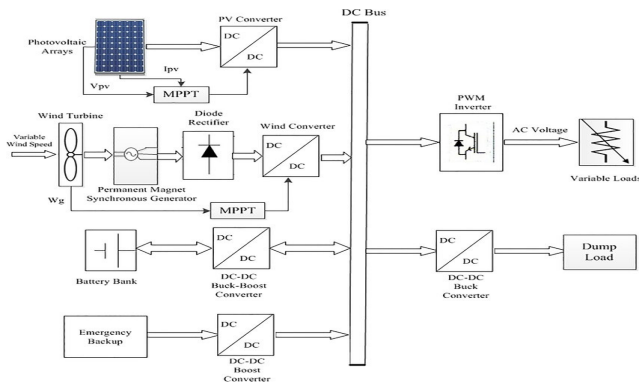 DC Bus
PV Converter
Photovoltaic
Arrays
DC
DC
Ipv
Vpv
MPPT
Wind Turbine
Diode
Rectifier
Wind Converter
PWM
Inverter
Variable
Wind Speed
DC
DC
AC Voltage
Variable Loads
Permanent Magnet
Synchronous Generator
Wg
MPPT
DC
DC
Battery Bank
DC-DC
Buck-Boost
Converter
DC
DC
DC-DC
Buck
Converter
Dump
Load
Emergency
Backup
DC
DC
DC-DC
Boost
Converter